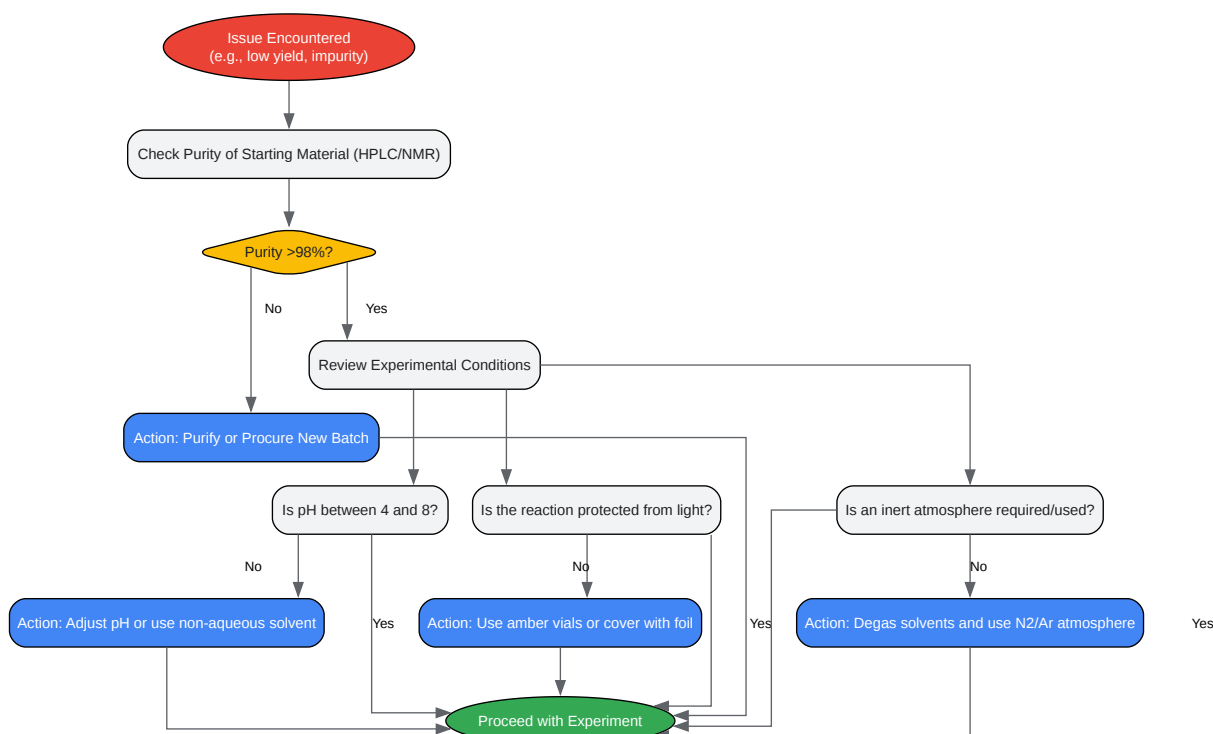 Issue Encountered
(e.g., low yield, impurity)
Check Purity of Starting Material (HPLC/NMR)
Purity >98%?
No
Yes
Review Experimental Conditions
Action: Purify or Procure New Batch
Is pH between 4 and 8?
Is the reaction protected from light?
Is an inert atmosphere required/used?
No
No
No
Action: Adjust pH or use non-aqueous solvent
Yes
Action: Use amber vials or cover with foil
Yes
Action: Degas solvents and use N2/Ar atmosphere
Yes
Proceed with Experiment